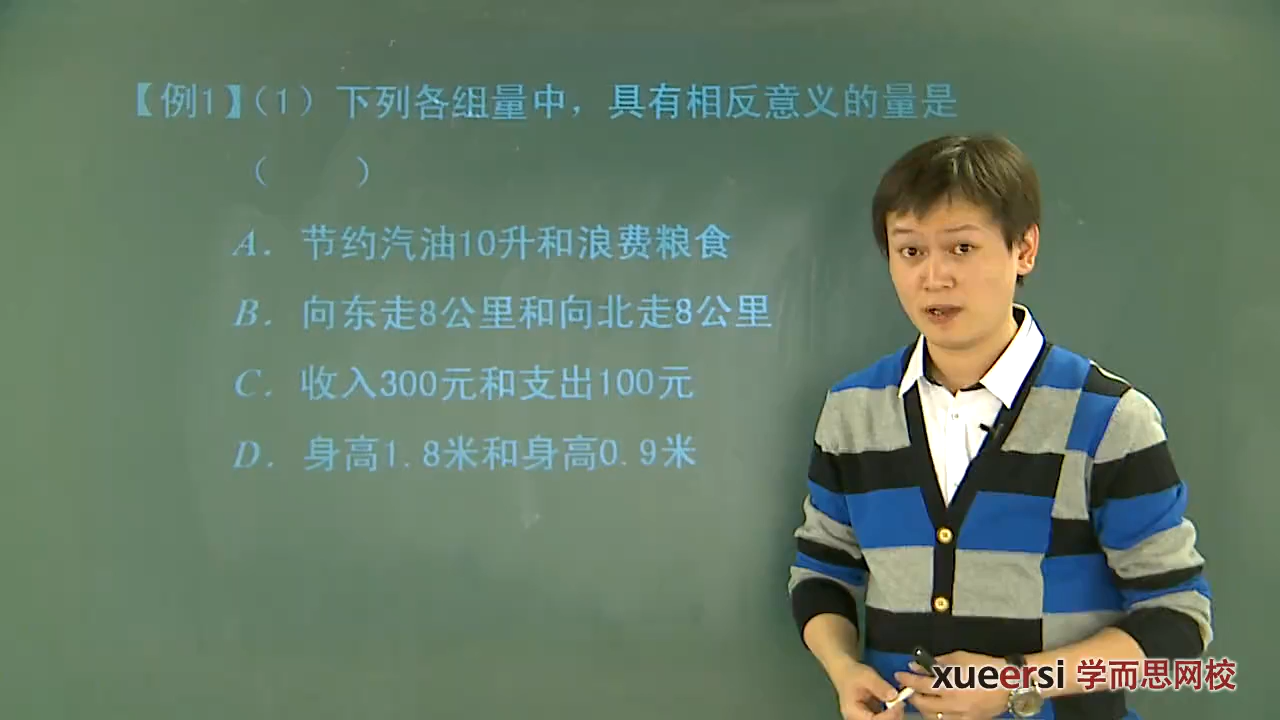 【例1】(1) 下列各组量中，具有相反意义的量是
(    )
A. 节约汽油10升和浪费粮食
B. 向东走8公里和向北走8公里
C. 收入300元和支出100元
D. 身高1.8米和身高0.9米
xueersi 学而思网校